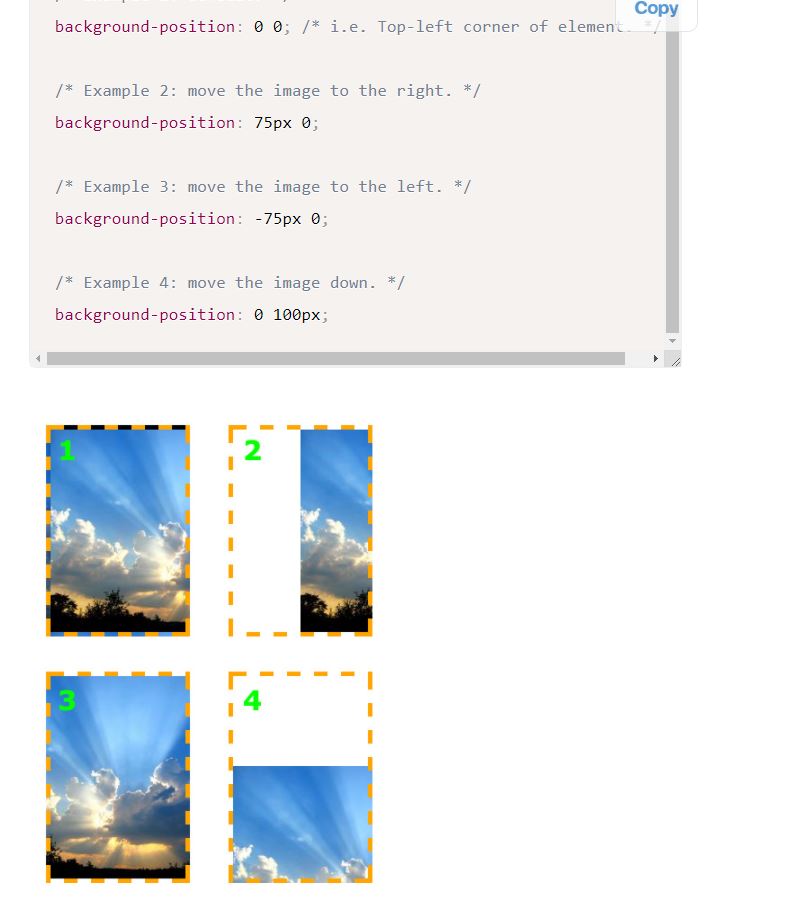 Copy
background-position: 0 0; /* i.e. Top-left corner of element. */
/* Example 2: move the image to the right. */
background-position: 75px 0;
/* Example 3: move the image to the left. */
background-position: -75px 0;
/* Example 4: move the image down. */
background-position: 0 100px;
1
2
3
4